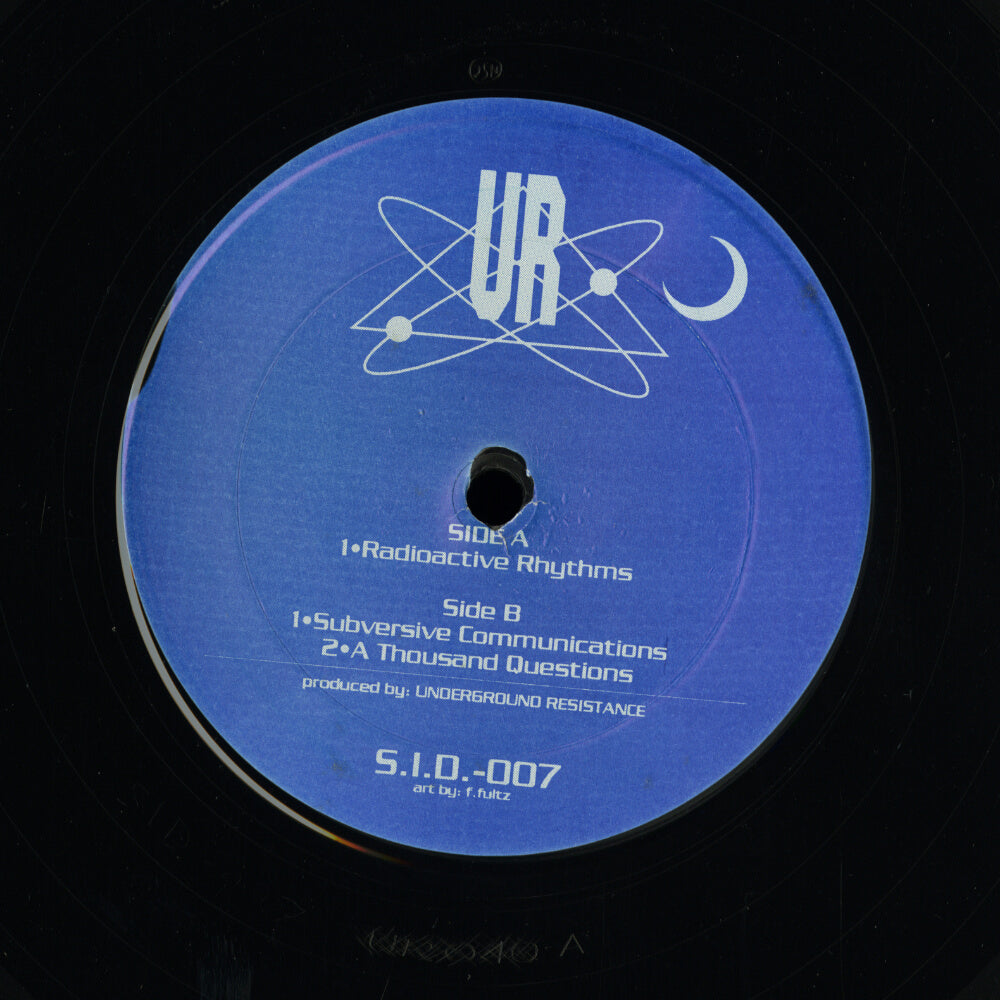 UR
SIDE A
1•Radioactive Rhythms
Side B
1•Subversive Communications
2•A Thousand Questions
produced by: UNDERGROUND RESISTANCE
S.I.D.-007
art by: f.fultz